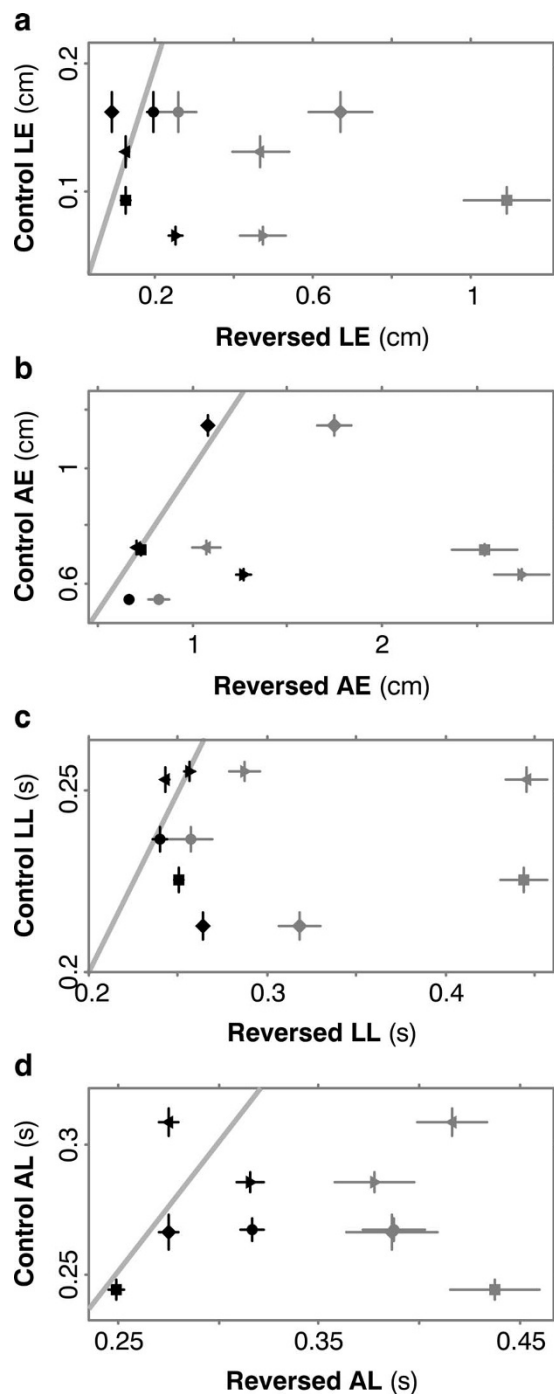 a
0.2
0.1
Control LE (cm)
0.2 0.6 1
Reversed LE (cm)
b
1
0.6
Control AE (cm)
1 2
Reversed AE (cm)
c
0.25
0.2
Control LL (s)
0.2 0.3 0.4
Reversed LL (s)
d
0.3
0.25
Control AL (s)
0.25 0.35 0.45
Reversed AL (s)